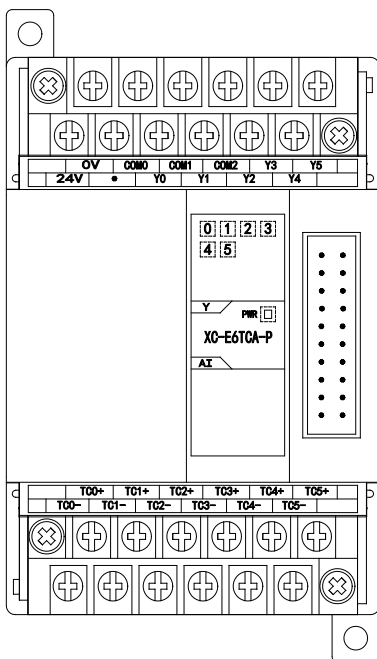 0V COM0 COM1 COM2 Y3 Y5
24V • Y0 Y1 Y2 Y4
0 1 2 3
4 5
Y
PWR
XC-E6TCA-P
AI
TC0+ TC1+ TC2+ TC3+ TC4+ TC5+
TC0- TC1- TC2- TC3- TC4- TC5-